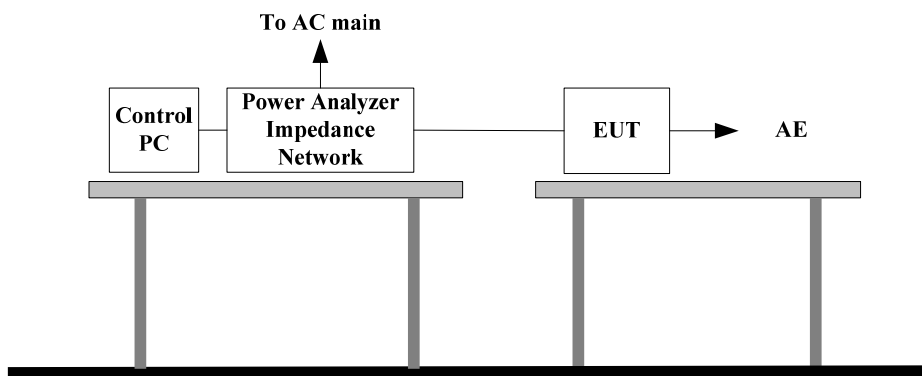 To AC main
Control
PC
Power Analyzer
Impedance
Network
EUT
AE